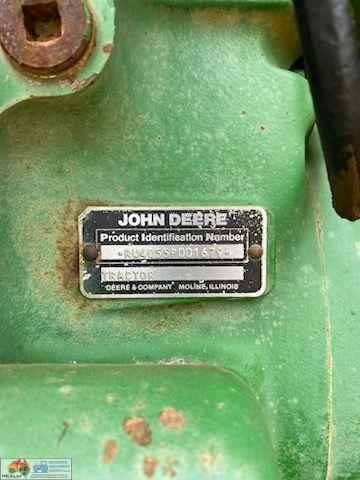 JOHN DEERE
Product Identification Number
*RW4055P001679*
TRACTOR
DEERE & COMPANY MOLINE, ILLINOIS